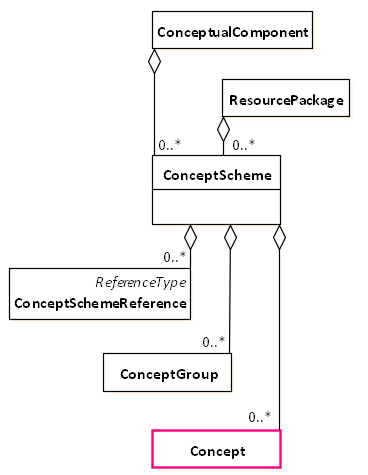 ConceptualComponent
ResourcePackage
0..*
0..*
ConceptScheme
0..*
ReferenceType
ConceptSchemeReference
0..*
ConceptGroup
0..*
Concept